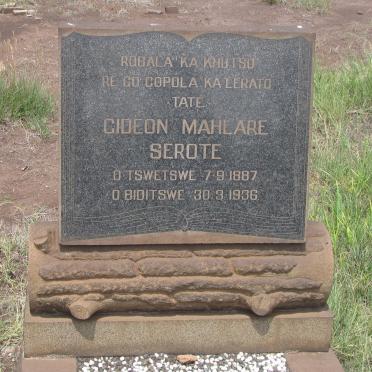 ROBALA KA KHUTSO
RE GO GOPOLA KA LERATO
TATE
GIDEON MAHLARE
SEROTE
O TSWETSWE 7·9·1887
O BIDITSWE 30·9·1936